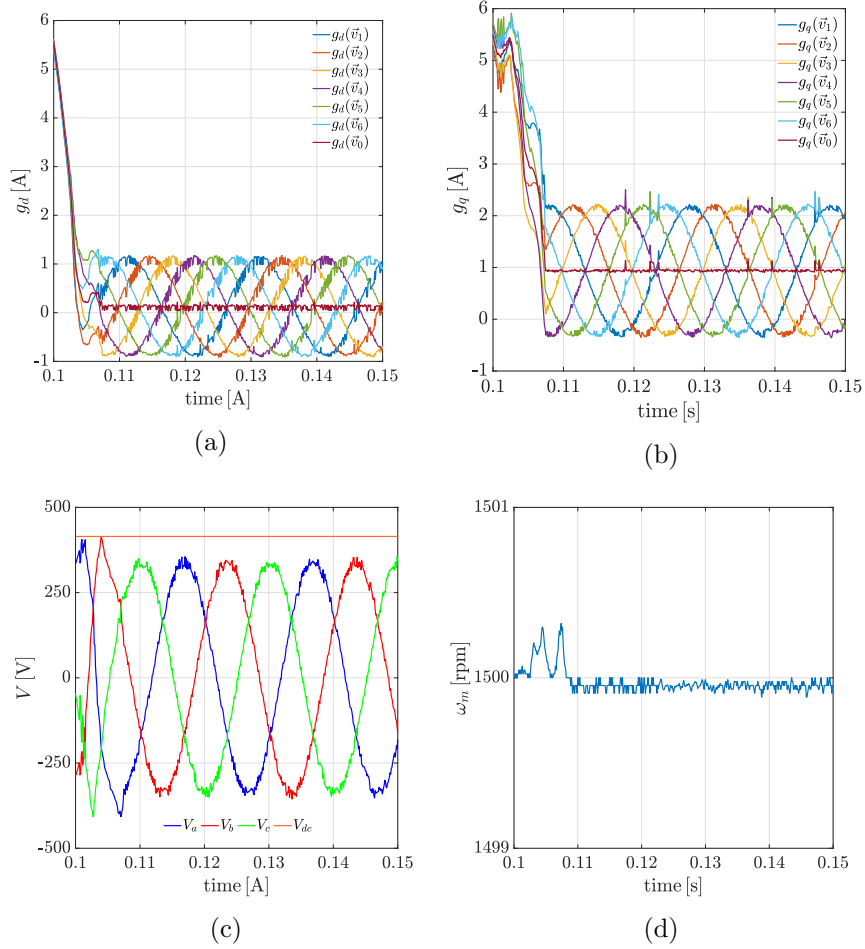 6
5
4
3
2
1
0
-1
g_d [A]
0.1 0.11 0.12 0.13 0.14 0.15
time [A]
g_d(v⃗_1)
g_d(v⃗_2)
g_d(v⃗_3)
g_d(v⃗_4)
g_d(v⃗_5)
g_d(v⃗_6)
g_d(v⃗_0)
(a)
6
5
4
3
2
1
0
-1
g_q [A]
0.1 0.11 0.12 0.13 0.14 0.15
time [s]
g_q(v⃗_1)
g_q(v⃗_2)
g_q(v⃗_3)
g_q(v⃗_4)
g_q(v⃗_5)
g_q(v⃗_6)
g_q(v⃗_0)
(b)
500
250
0
-250
-500
V [V]
V_a V_b V_c V_dc
0.1 0.11 0.12 0.13 0.14 0.15
time [A]
(c)
1501
1500
1499
ω_m [rpm]
0.1 0.11 0.12 0.13 0.14 0.15
time [s]
(d)